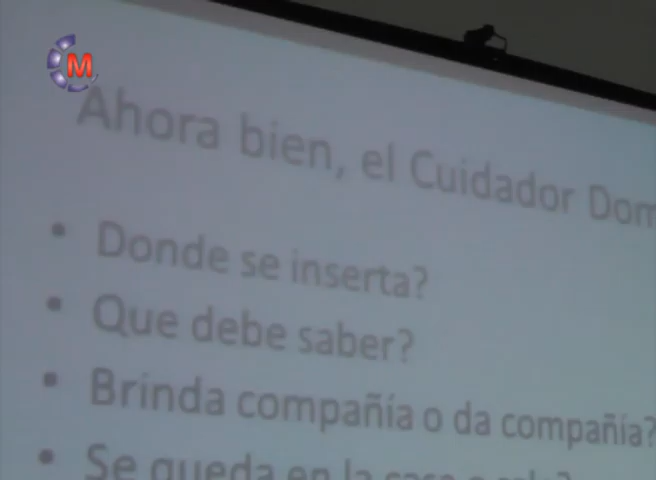 M
Ahora bien, el Cuidador Dom
• Donde se inserta?
• Que debe saber?
• Brinda compañía o da compañía?
• Se queda en la casa o sale?